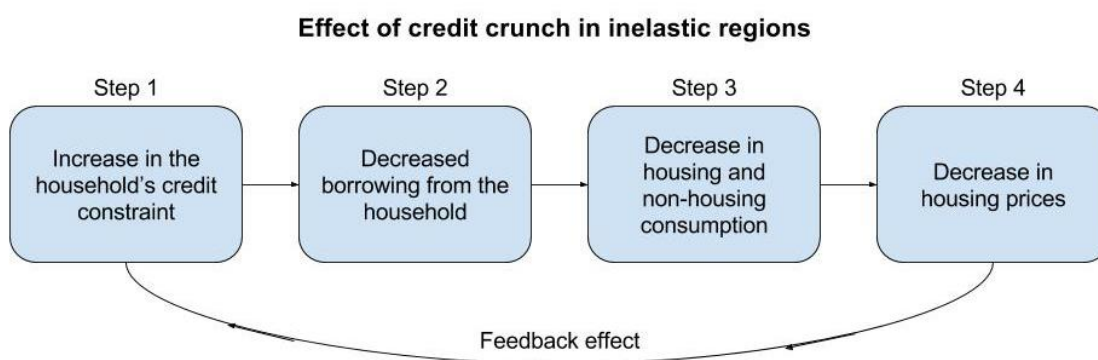 Effect of credit crunch in inelastic regions
Step 1
Increase in the
household's credit
constraint
Step 2
Decreased
borrowing from the
household
Step 3
Decrease in
housing and
non-housing
consumption
Step 4
Decrease in
housing prices
Feedback effect